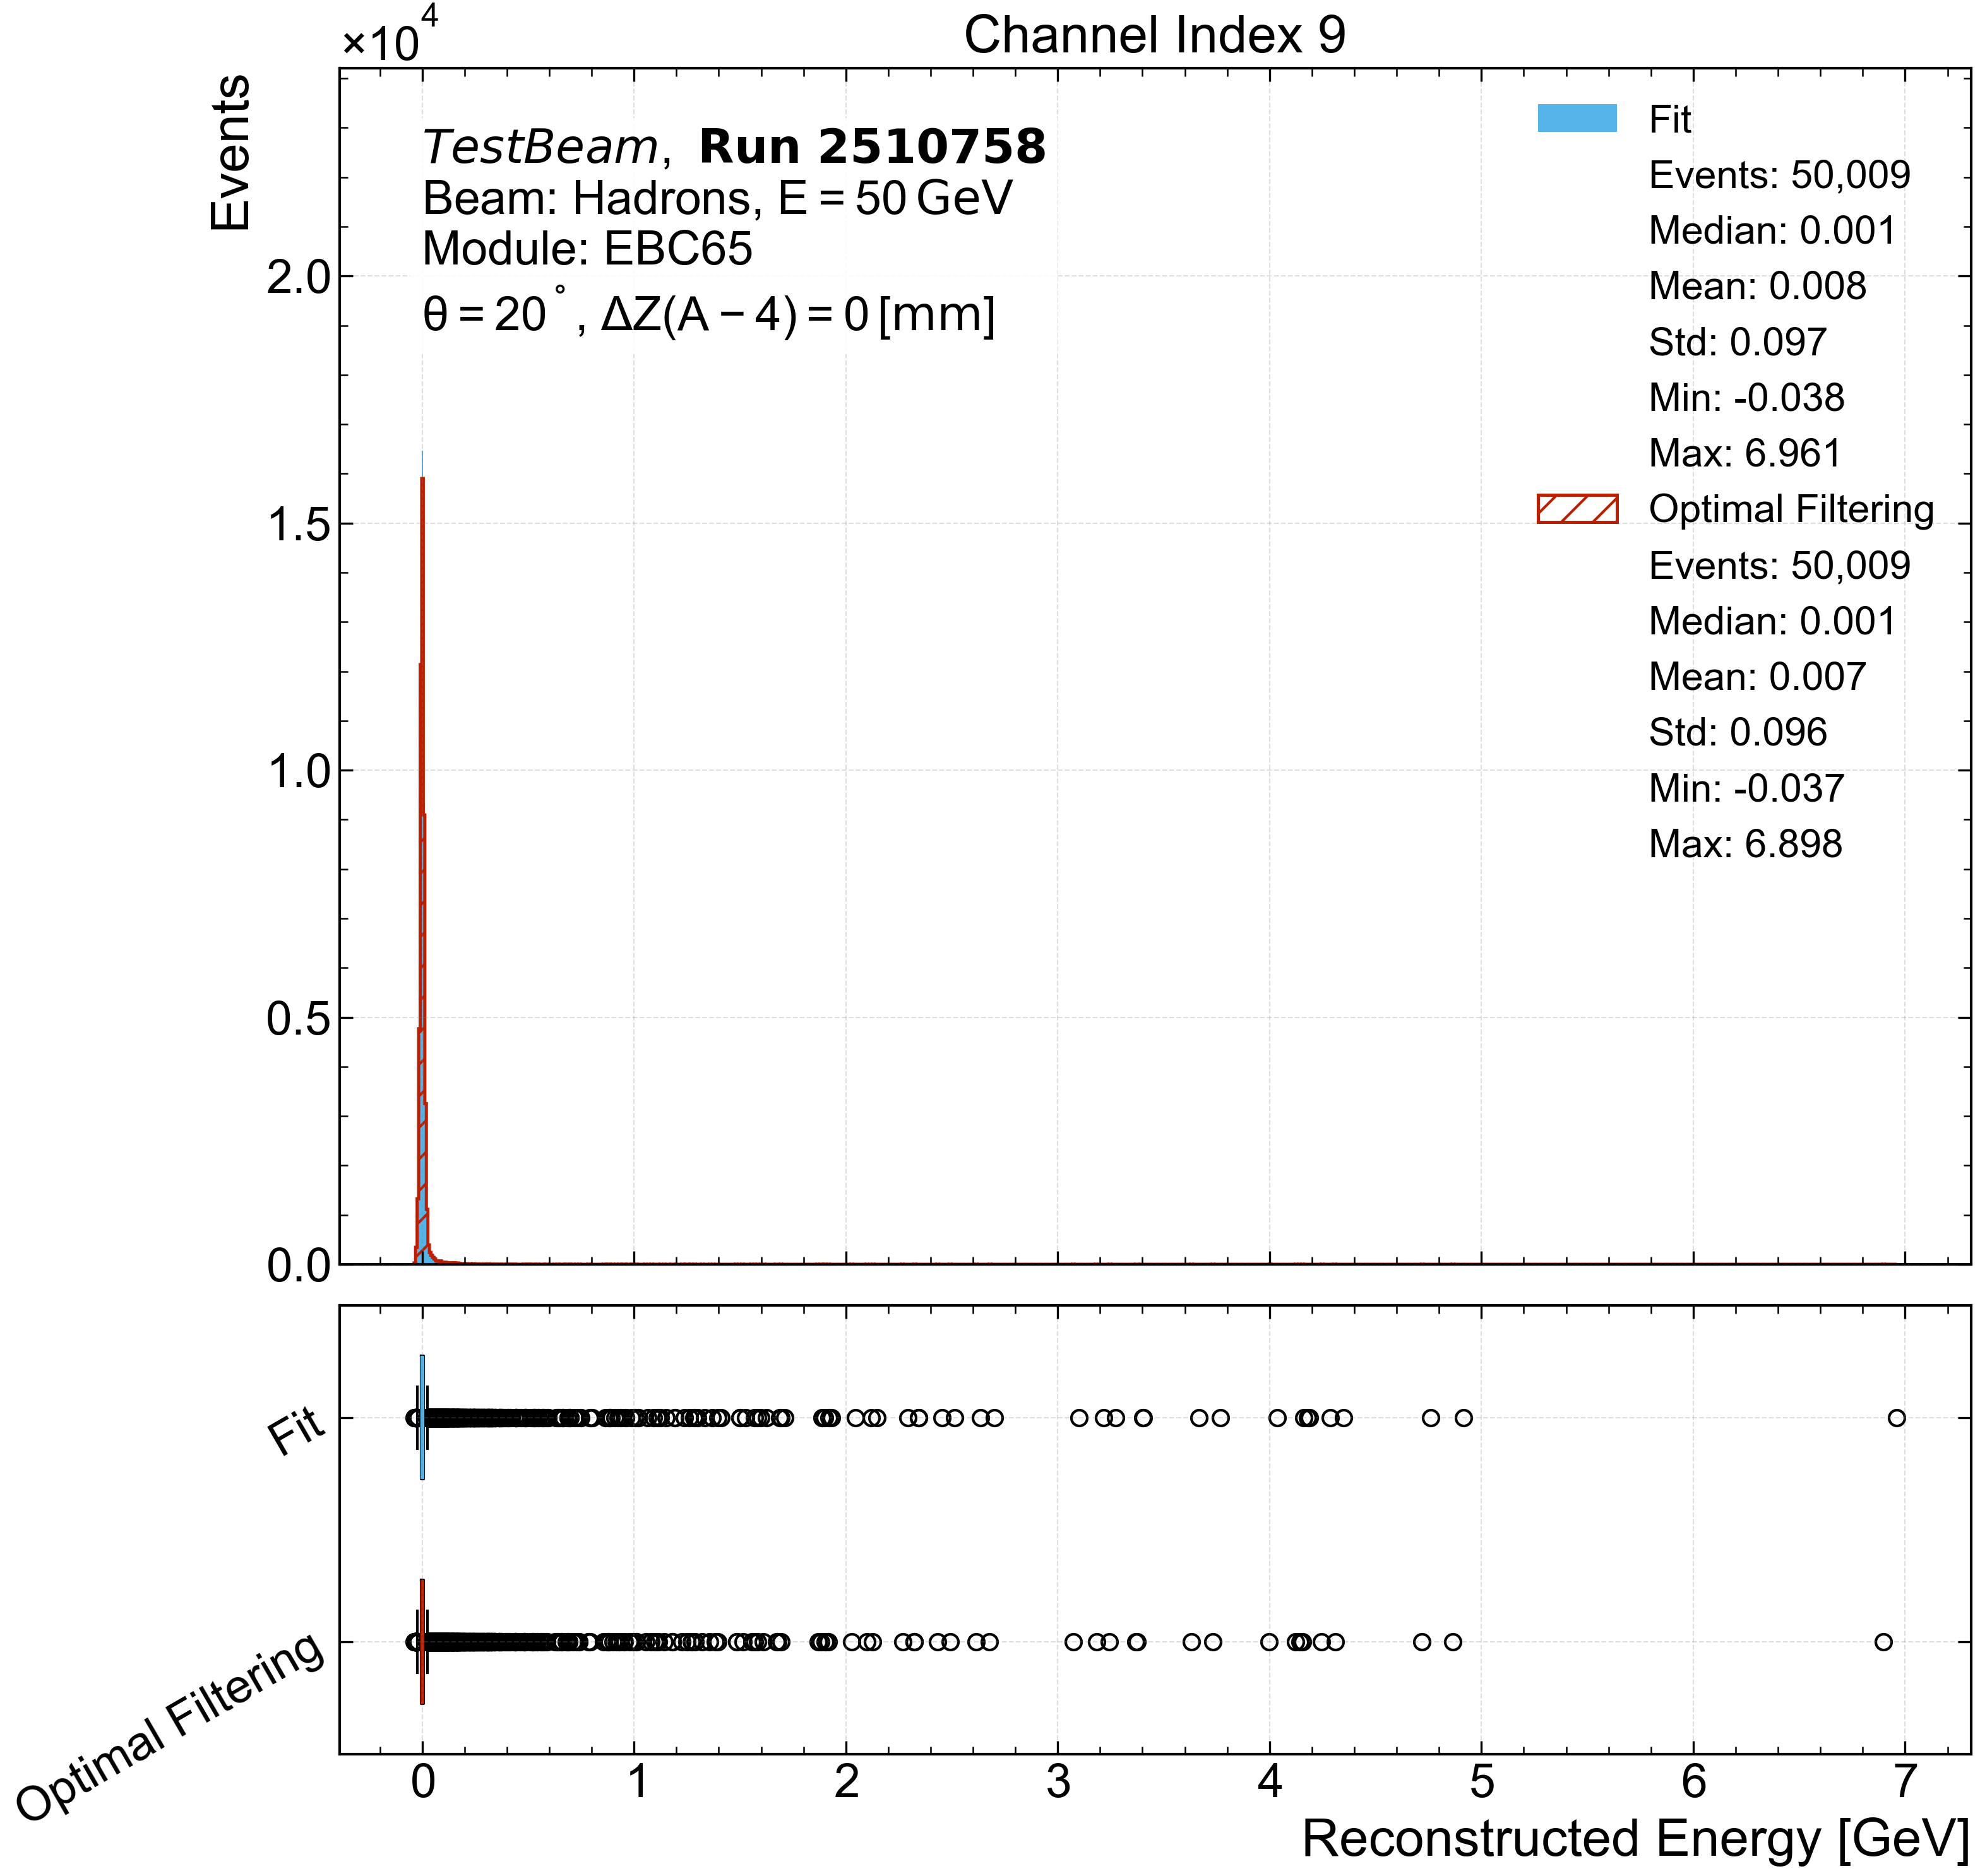 ×10⁴
Channel Index 9
Events
TestBeam, Run 2510758
Beam: Hadrons, E = 50 GeV
Module: EBC65
θ = 20°, ΔZ(A − 4) = 0 [mm]
Fit
Events: 50,009
Median: 0.001
Mean: 0.008
Std: 0.097
Min: -0.038
Max: 6.961
Optimal Filtering
Events: 50,009
Median: 0.001
Mean: 0.007
Std: 0.096
Min: -0.037
Max: 6.898
2.0
1.5
1.0
0.5
0.0
Fit
Optimal Filtering
0 1 2 3 4 5 6 7
Reconstructed Energy [GeV]